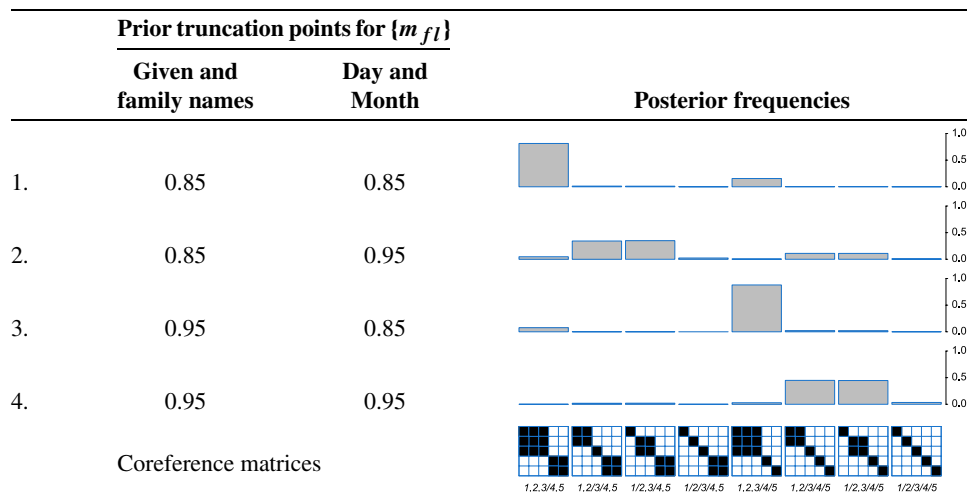 Prior truncation points for {m_fl}
Given and family names
Day and Month
Posterior frequencies
1. 0.85 0.85
1.0
0.5
0.0
2. 0.85 0.95
1.0
0.5
0.0
3. 0.95 0.85
1.0
0.5
0.0
4. 0.95 0.95
1.0
0.5
0.0
Coreference matrices
1,2,3/4,5 1,2/3/4,5 1/2,3/4,5 1/2/3/4,5 1,2,3/4/5 1,2/3/4/5 1/2,3/4/5 1/2/3/4/5